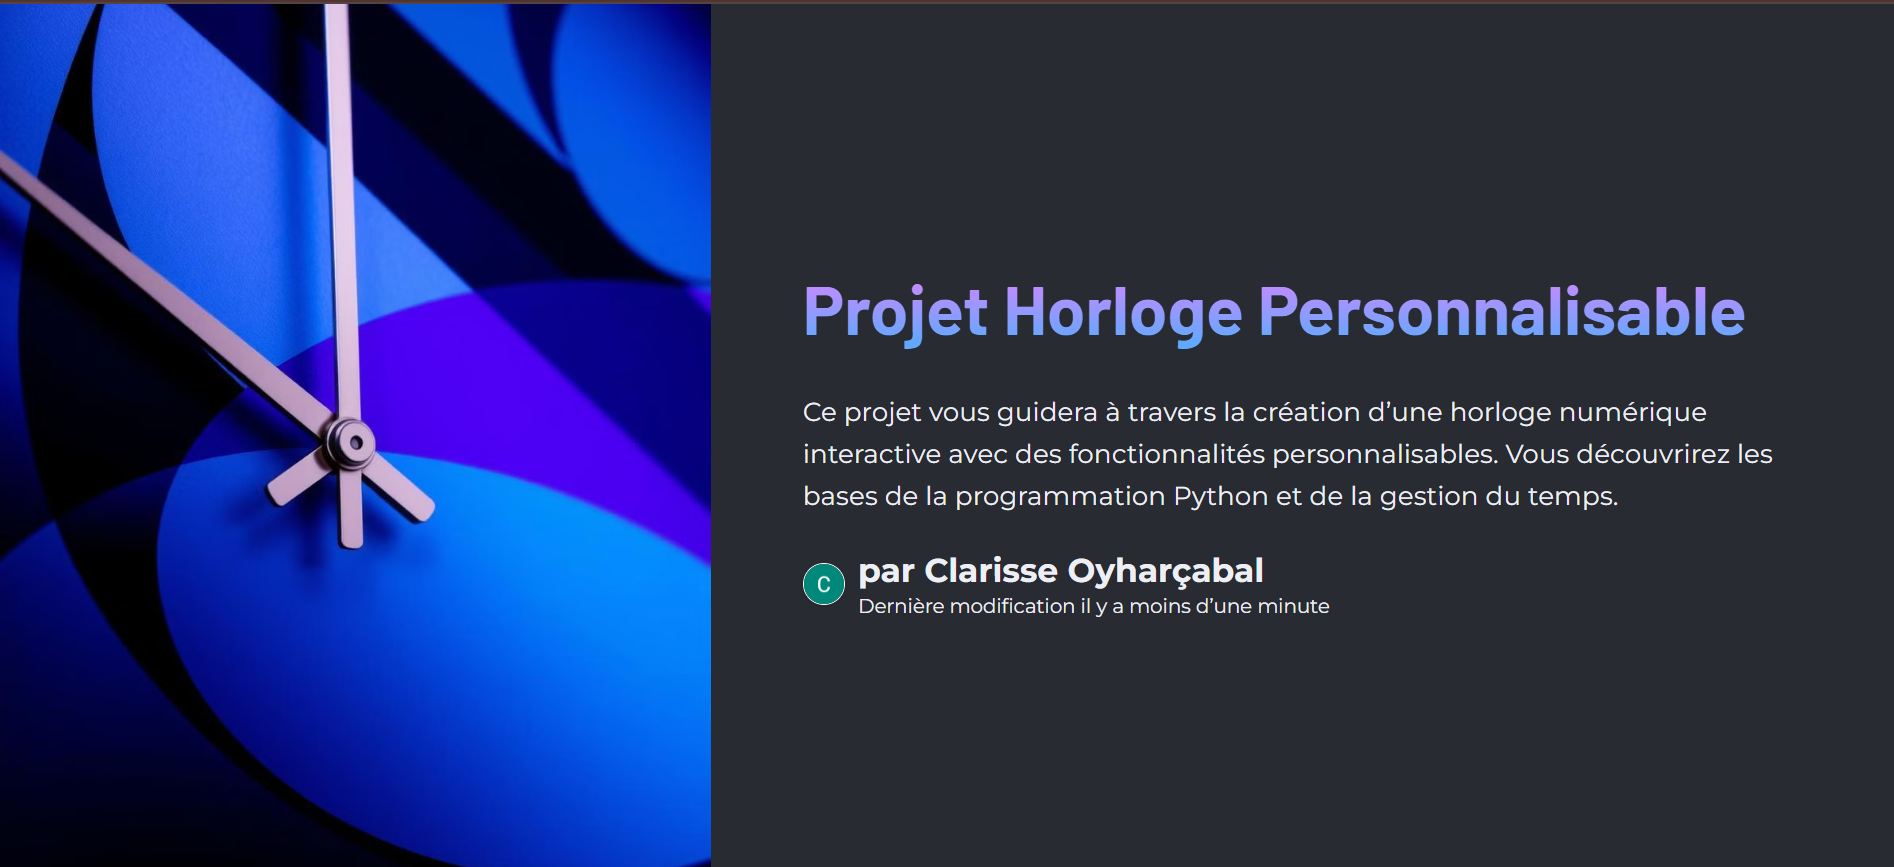 Projet Horloge Personnalisable
Ce projet vous guidera à travers la création d’une horloge numérique
interactive avec des fonctionnalités personnalisables. Vous découvrirez les
bases de la programmation Python et de la gestion du temps.
C
par Clarisse Oyharçabal
Dernière modification il y a moins d’une minute